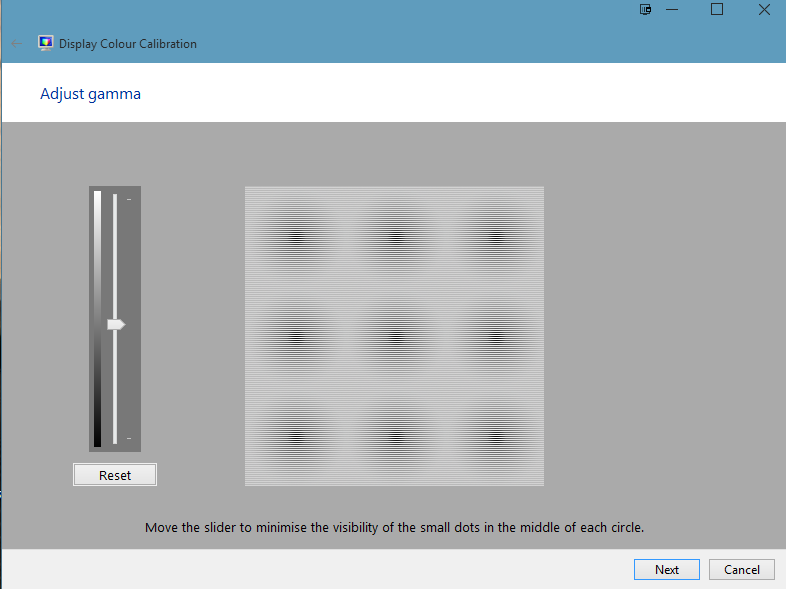 Display Colour Calibration
Adjust gamma
Reset
Move the slider to minimise the visibility of the small dots in the middle of each circle.
Next
Cancel